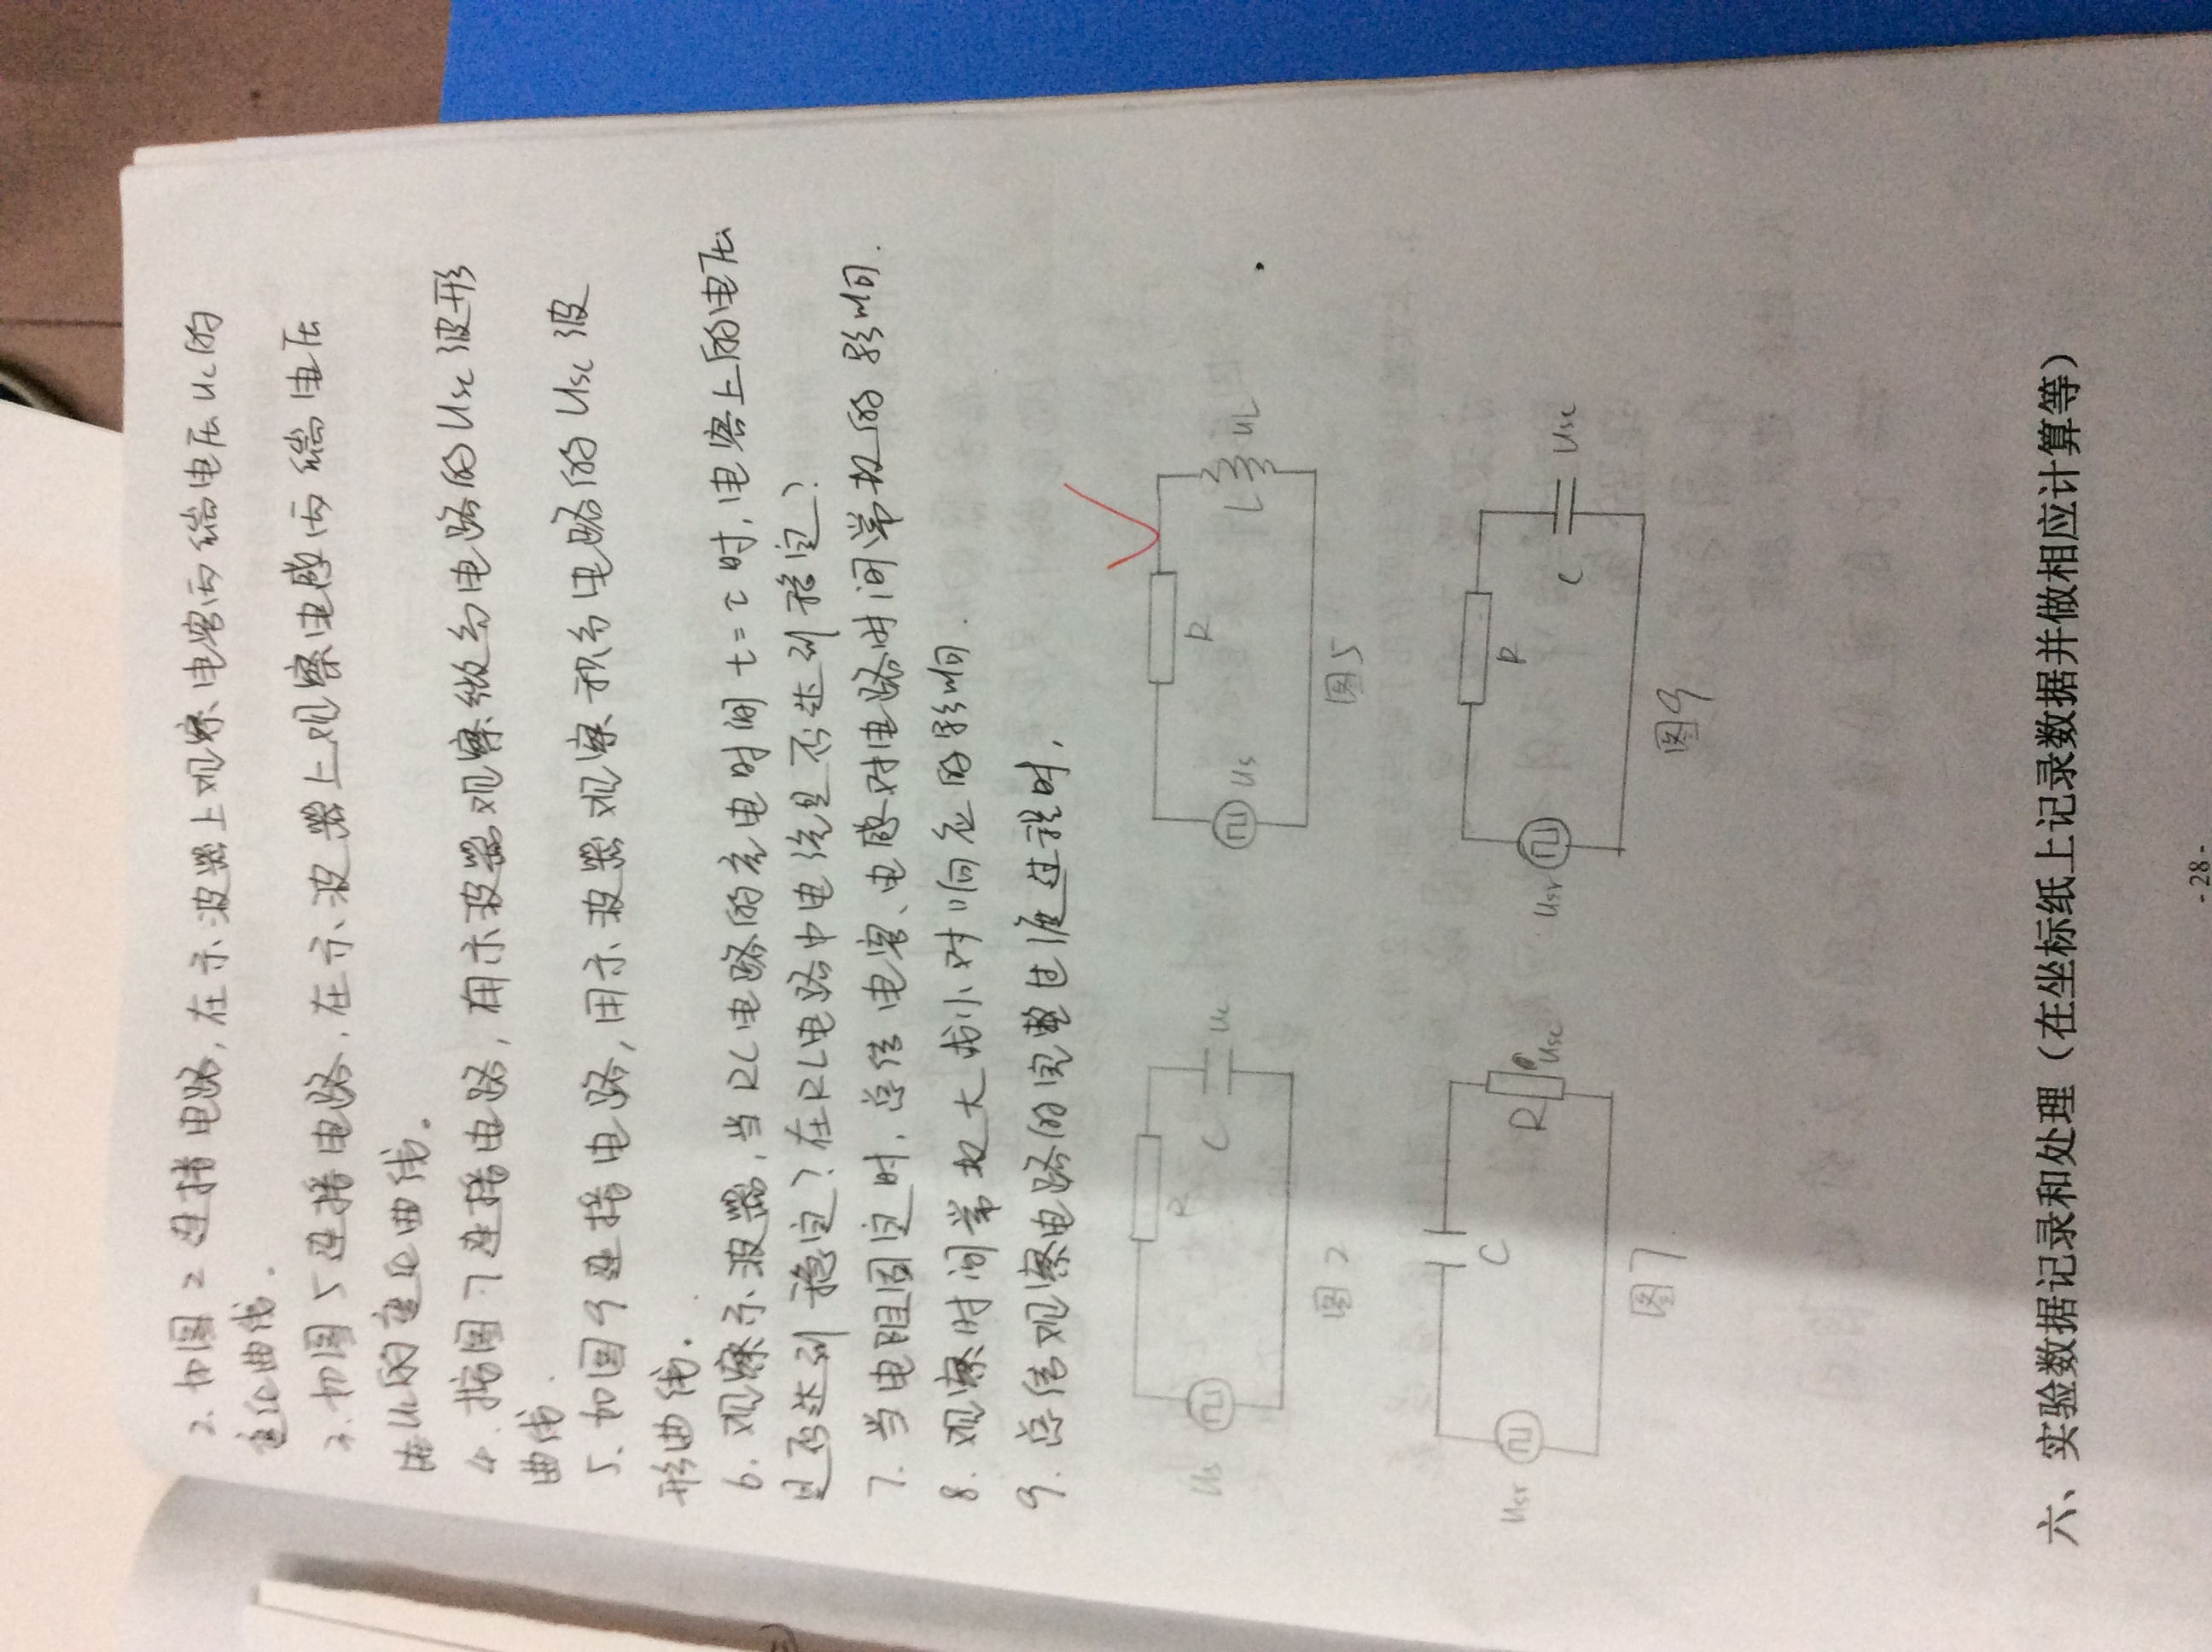 2. 如图2连接电路,在示波器上观察电容两端电压Uc的
变化曲线.
3. 如图5连接电路,在示波器上观察电感两端电压
UL的变化曲线。
4. 按图7连接电路,用示波器观察微分电路的Usc波形
曲线.
5. 如图9连接电路,用示波器观察积分电路的Usc波
形曲线.
6. 观察示波器,当RC电路的充电时间t=τ时,电容上的电压
是否达到稳定?在RL电路中电流是否达到稳定?
7. 当电阻固定时,总结电容、电感对电路时间常数的影响.
8. 观察时间常数大或小对响应的影响.
9. 总结观察电路的完整过渡过程时,
Us R C Uc
图2
Us R L UL
图5
Usr C R Usc
图7
Usr R C Usc
图9
六、实验数据记录和处理(在坐标纸上记录数据并做相应计算等)
- 28 -